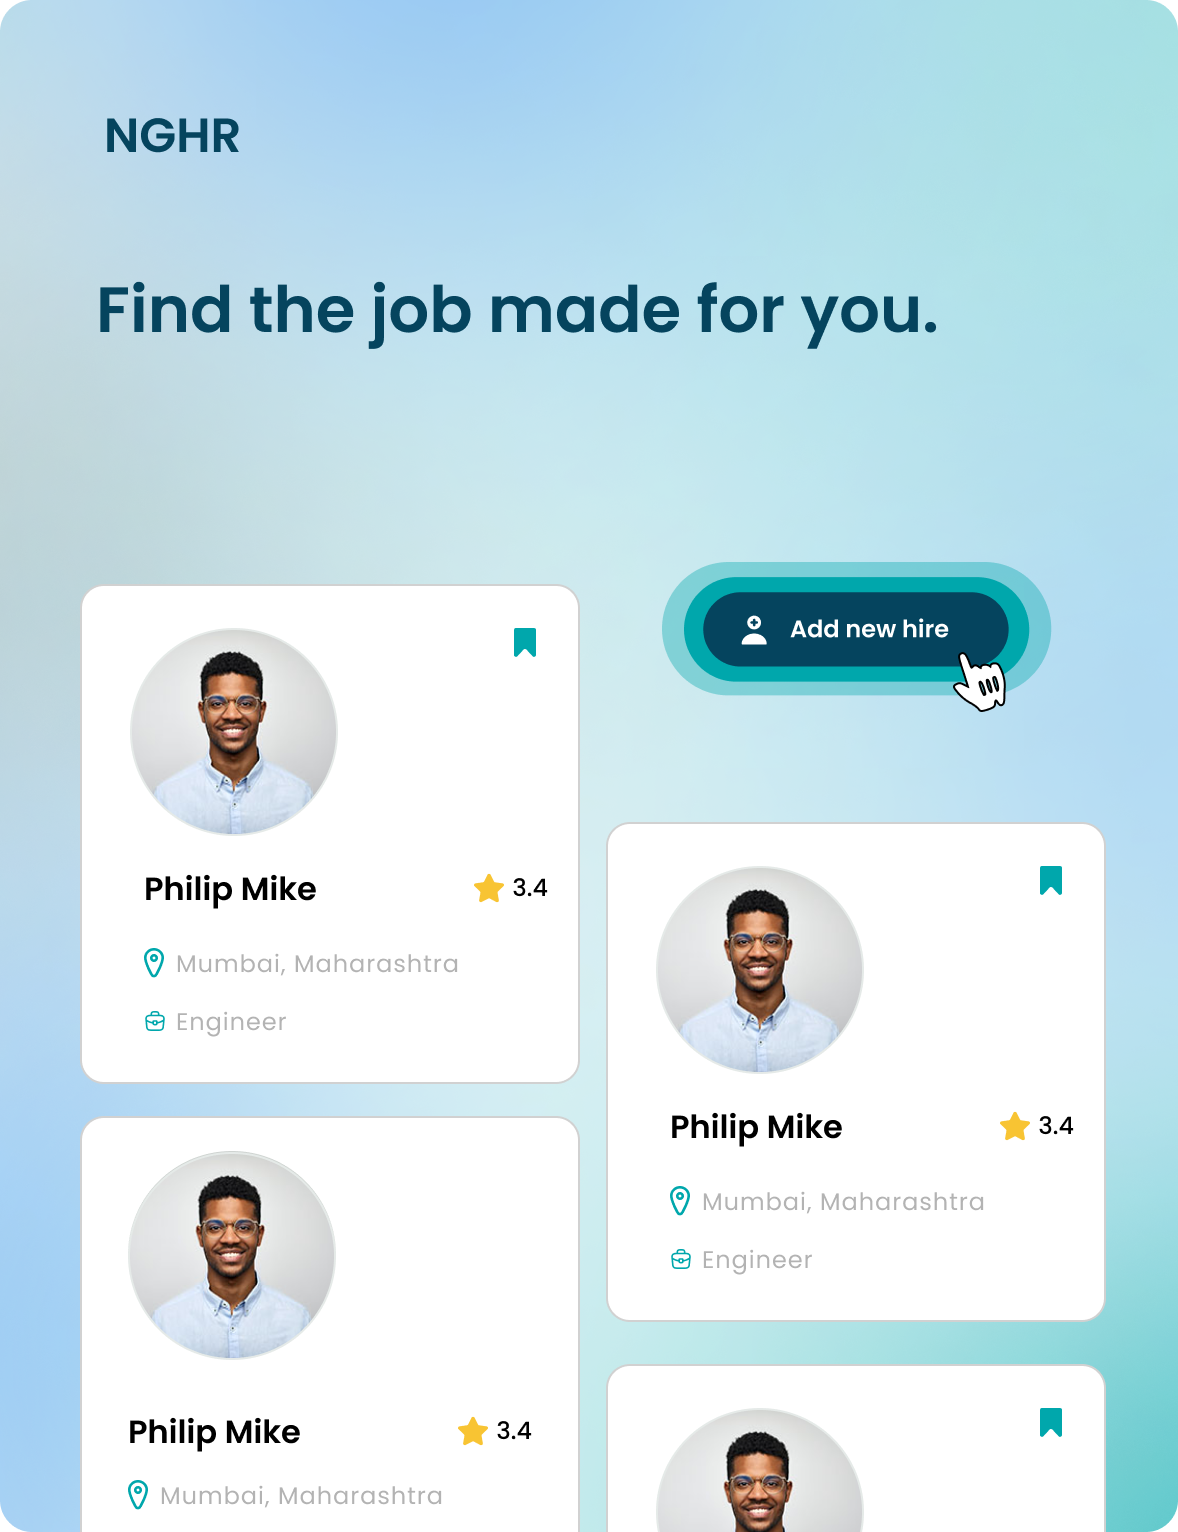 NGHR
Find the job made for you.
Add new hire
Philip Mike
3.4
Mumbai, Maharashtra
Engineer
Philip Mike
3.4
Mumbai, Maharashtra
Engineer
Philip Mike
3.4
Mumbai, Maharashtra